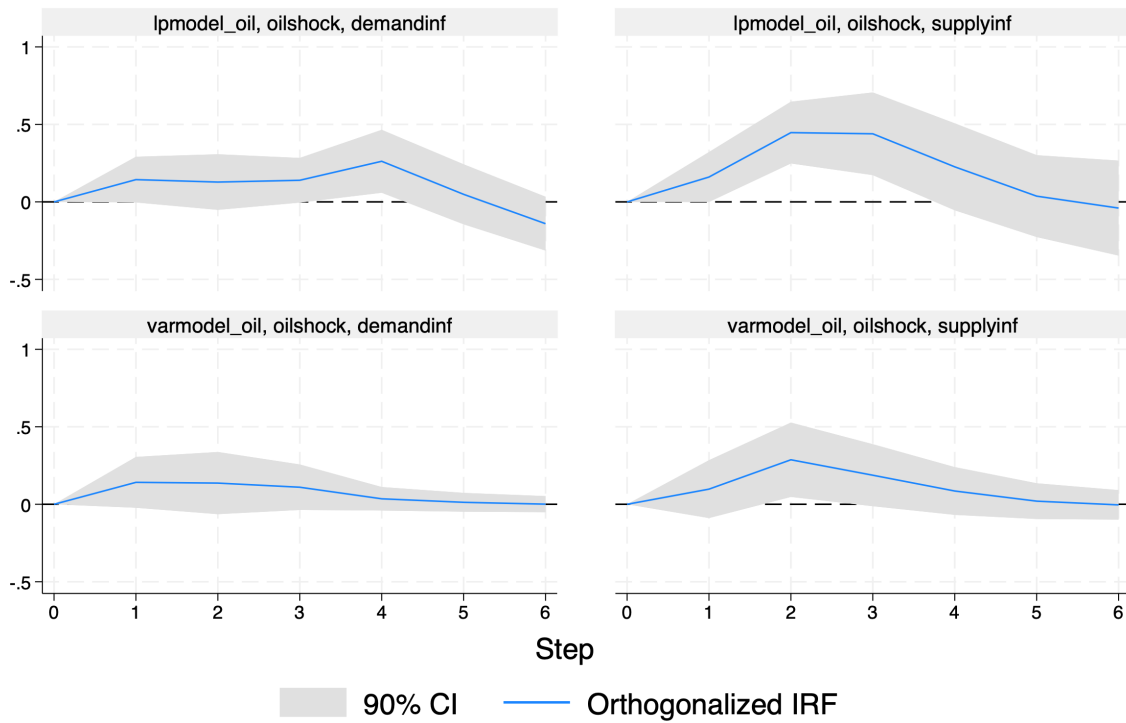 lpmodel_oil, oilshock, demandinf
lpmodel_oil, oilshock, supplyinf
1
.5
0
-.5
varmodel_oil, oilshock, demandinf
varmodel_oil, oilshock, supplyinf
1
.5
0
-.5
0 1 2 3 4 5 6
0 1 2 3 4 5 6
Step
90% CI
Orthogonalized IRF